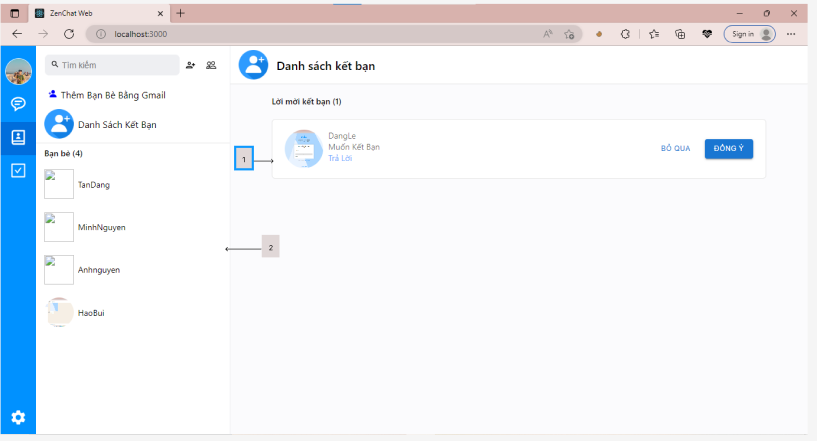 ZenChat Web
localhost:3000
Sign in
Tìm kiếm
Thêm Bạn Bè Bằng Gmail
Danh Sách Kết Bạn
Bạn bè (4)
TanDang
MinhNguyen
Anhnguyen
HaoBui
Danh sách kết bạn
Lời mời kết bạn (1)
DangLe
Muốn Kết Bạn
Trả Lời
BỎ QUA
ĐỒNG Ý
1
2